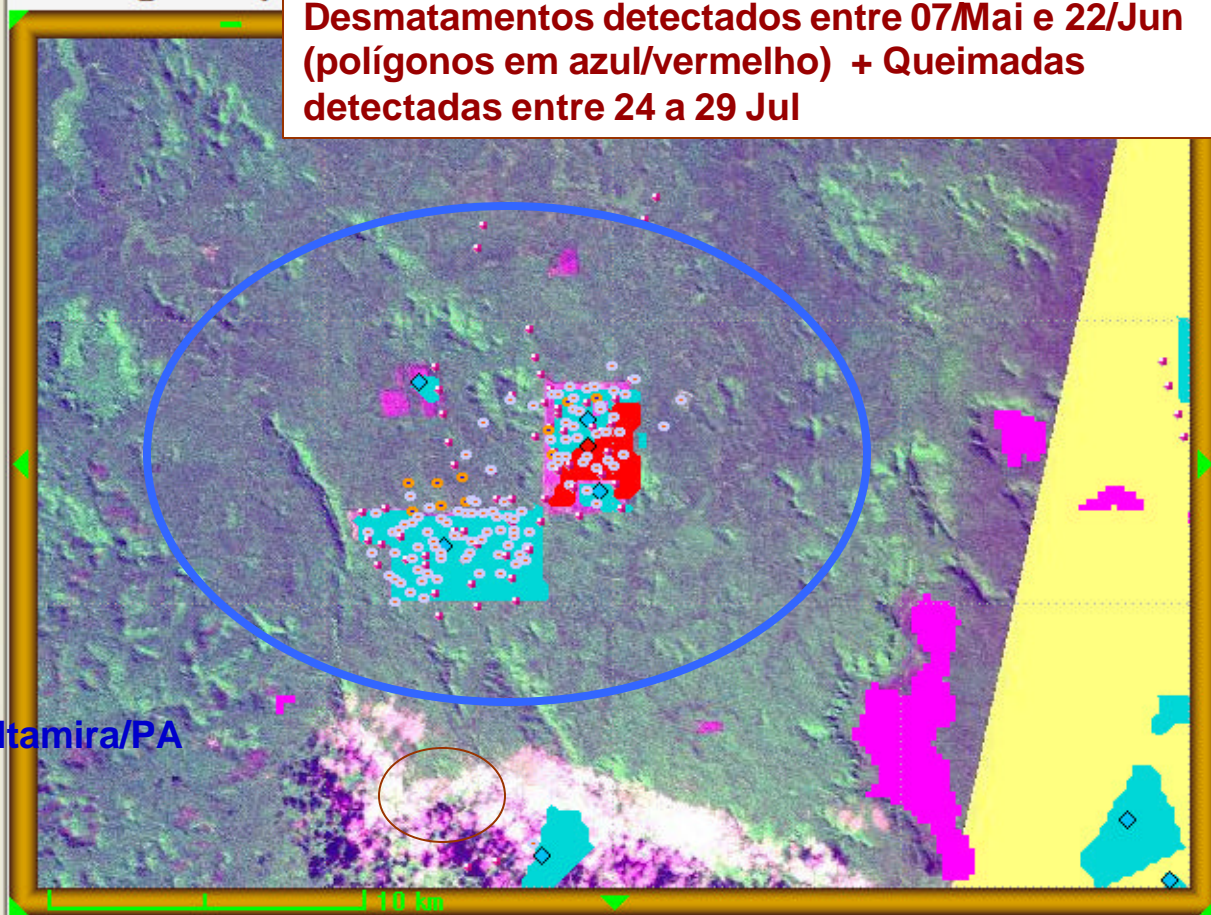 Desmatamentos detectados entre 07/Mai e 22/Jun
(polígonos em azul/vermelho) + Queimadas
detectadas entre 24 a 29 Jul
ltamira/PA
10 km